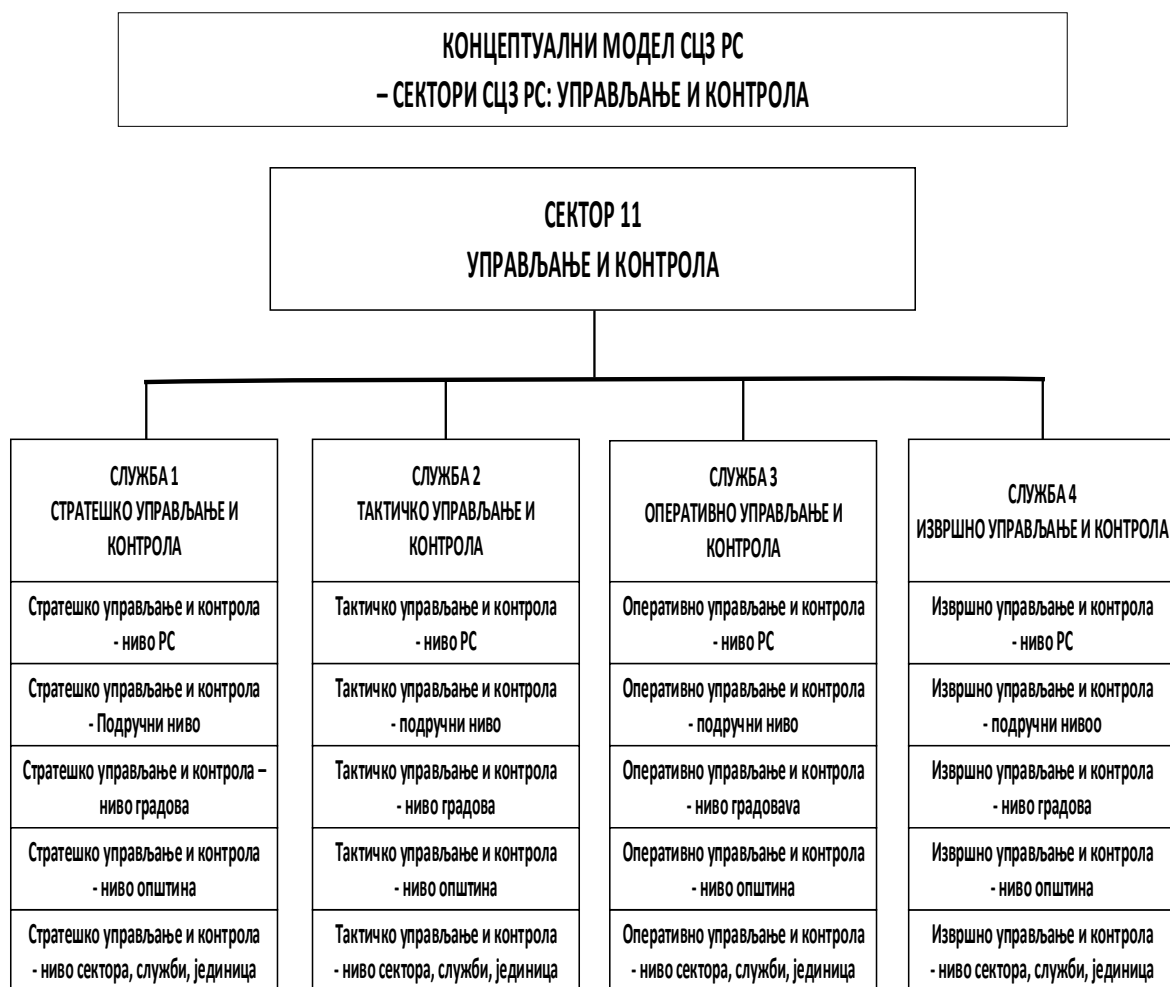 КОНЦЕПТУАЛНИ МОДЕЛ СЦЗ РС
– СЕКТОРИ СЦЗ РС: УПРАВЉАЊЕ И КОНТРОЛА
СЕКТОР 11
УПРАВЉАЊЕ И КОНТРОЛА
СЛУЖБА 1
СТРАТЕШКО УПРАВЉАЊЕ И
КОНТРОЛА
Стратешко управљање и контрола
- ниво РС
Стратешко управљање и контрола
- Подручни ниво
Стратешко управљање и контрола –
ниво градова
Стратешко управљање и контрола
- ниво општина
Стратешко управљање и контрола
- ниво сектора, служби, јединица
СЛУЖБА 2
ТАКТИЧКО УПРАВЉАЊЕ И
КОНТРОЛА
Тактичко управљање и контрола
- ниво РС
Тактичко управљање и контрола
- подручни ниво
Тактичко управљање и контрола
- ниво градова
Тактичко управљање и контрола
- ниво општина
Тактичко управљање и контрола
- ниво сектора, служби, јединица
СЛУЖБА 3
ОПЕРАТИВНО УПРАВЉАЊЕ И
КОНТРОЛА
Оперативно управљање и контрола
- ниво РС
Оперативно управљање и контрола
- подручни ниво
Оперативно управљање и контрола
- ниво градоваva
Оперативно управљање и контрола
- ниво општина
Оперативно управљање и контрола
- ниво сектора, служби, јединица
СЛУЖБА 4
ИЗВРШНО УПРАВЉАЊЕ И КОНТРОЛА
Извршно управљање и контрола
- ниво РС
Извршно управљање и контрола
- подручни нивоо
Извршно управљање и контрола
- ниво градова
Извршно управљање и контрола
- ниво општина
Извршно управљање и контрола
- ниво сектора, служби, јединица